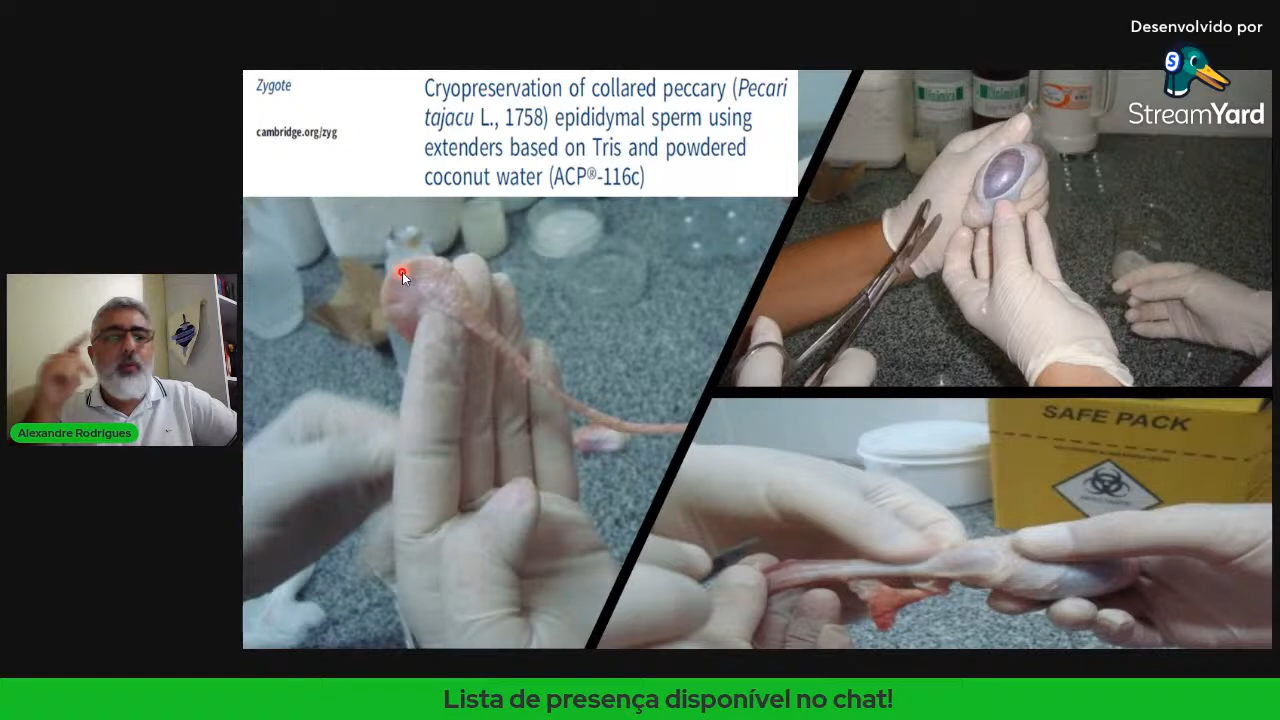 Desenvolvido por
StreamYard
Zygote
cambridge.org/zyg
Cryopreservation of collared peccary (Pecari
tajacu L., 1758) epididymal sperm using
extenders based on Tris and powdered
coconut water (ACP®-116c)
SAFE PACK
Alexandre Rodrigues
Lista de presença disponível no chat!